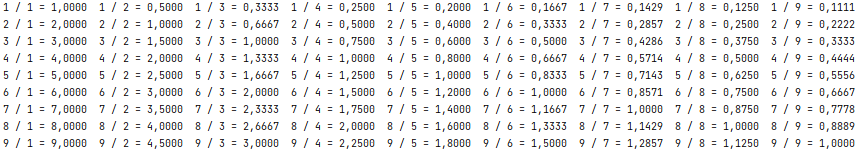 1 / 1 = 1,0000  1 / 2 = 0,5000  1 / 3 = 0,3333  1 / 4 = 0,2500  1 / 5 = 0,2000  1 / 6 = 0,1667  1 / 7 = 0,1429  1 / 8 = 0,1250  1 / 9 = 0,1111
2 / 1 = 2,0000  2 / 2 = 1,0000  2 / 3 = 0,6667  2 / 4 = 0,5000  2 / 5 = 0,4000  2 / 6 = 0,3333  2 / 7 = 0,2857  2 / 8 = 0,2500  2 / 9 = 0,2222
3 / 1 = 3,0000  3 / 2 = 1,5000  3 / 3 = 1,0000  3 / 4 = 0,7500  3 / 5 = 0,6000  3 / 6 = 0,5000  3 / 7 = 0,4286  3 / 8 = 0,3750  3 / 9 = 0,3333
4 / 1 = 4,0000  4 / 2 = 2,0000  4 / 3 = 1,3333  4 / 4 = 1,0000  4 / 5 = 0,8000  4 / 6 = 0,6667  4 / 7 = 0,5714  4 / 8 = 0,5000  4 / 9 = 0,4444
5 / 1 = 5,0000  5 / 2 = 2,5000  5 / 3 = 1,6667  5 / 4 = 1,2500  5 / 5 = 1,0000  5 / 6 = 0,8333  5 / 7 = 0,7143  5 / 8 = 0,6250  5 / 9 = 0,5556
6 / 1 = 6,0000  6 / 2 = 3,0000  6 / 3 = 2,0000  6 / 4 = 1,5000  6 / 5 = 1,2000  6 / 6 = 1,0000  6 / 7 = 0,8571  6 / 8 = 0,7500  6 / 9 = 0,6667
7 / 1 = 7,0000  7 / 2 = 3,5000  7 / 3 = 2,3333  7 / 4 = 1,7500  7 / 5 = 1,4000  7 / 6 = 1,1667  7 / 7 = 1,0000  7 / 8 = 0,8750  7 / 9 = 0,7778
8 / 1 = 8,0000  8 / 2 = 4,0000  8 / 3 = 2,6667  8 / 4 = 2,0000  8 / 5 = 1,6000  8 / 6 = 1,3333  8 / 7 = 1,1429  8 / 8 = 1,0000  8 / 9 = 0,8889
9 / 1 = 9,0000  9 / 2 = 4,5000  9 / 3 = 3,0000  9 / 4 = 2,2500  9 / 5 = 1,8000  9 / 6 = 1,5000  9 / 7 = 1,2857  9 / 8 = 1,1250  9 / 9 = 1,0000